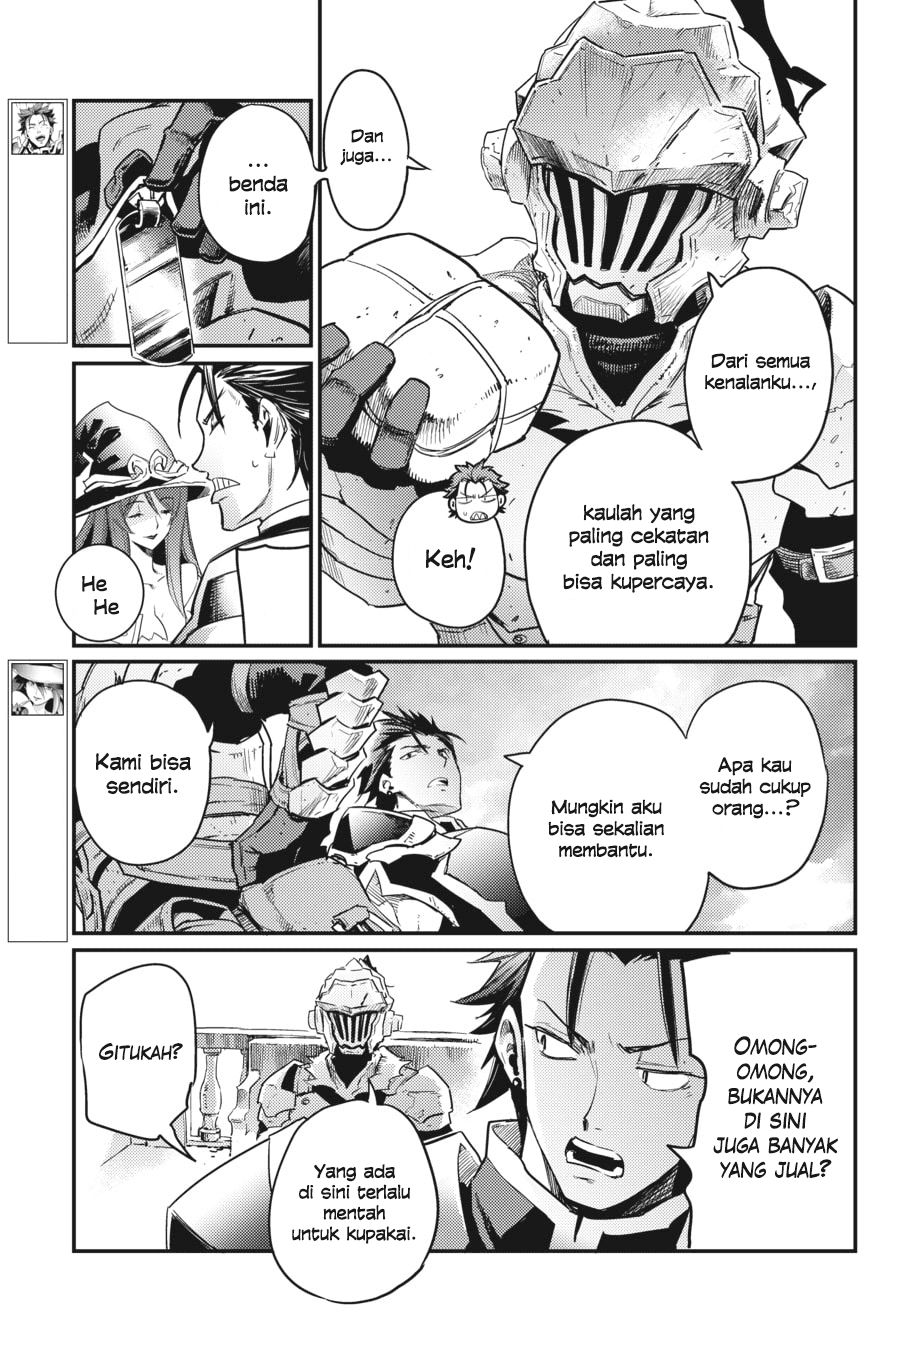 Dari semua
kenalanku...,
kaulah yang
paling cekatan
dan paling
bisa kupercaya.
Keh!
Dan
juga...
...
benda
ini.
He
He
Apa kau
sudah cukup
orang...?
Mungkin aku
bisa sekalian
membantu.
Kami bisa
sendiri.
OMONG-
OMONG,
BUKANNYA
DI SINI
JUGA BANYAK
YANG JUAL?
Yang ada
di sini terlalu
mentah
untuk kupakai.
GITUKAH?